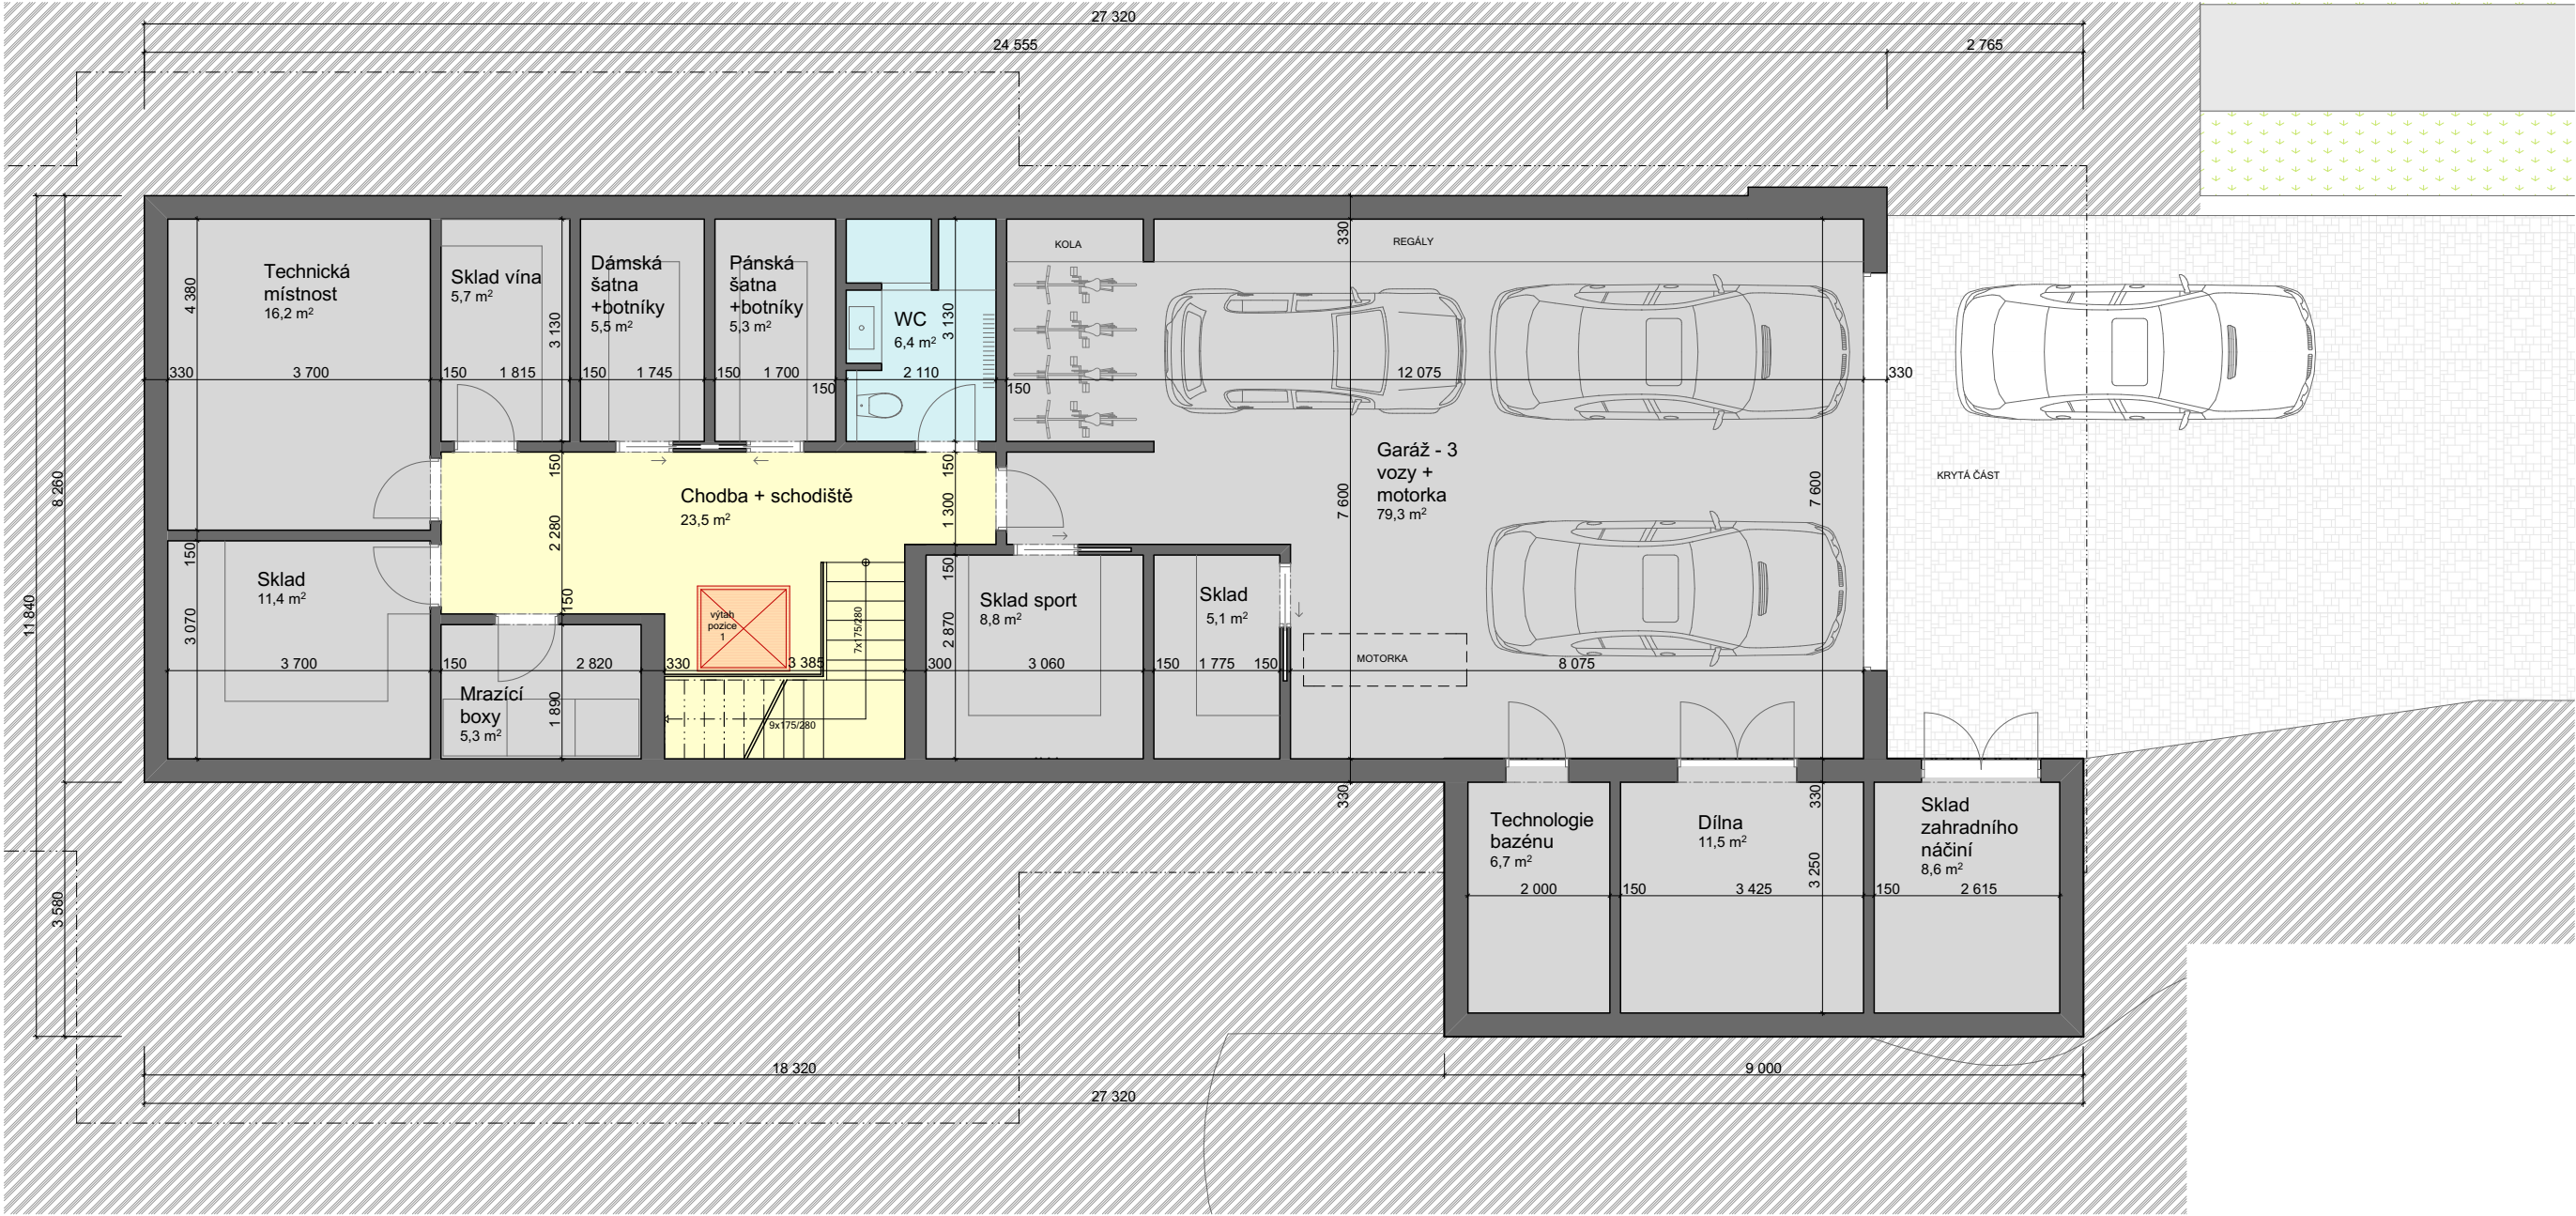 27 320
24 555
2 765
330
KOLA
REGÁLY
Technická
místnost
16,2 m²
4 380
Sklad vína
5,7 m²
3 130
Dámská
šatna
+botníky
5,5 m²
Pánská
šatna
+botníky
5,3 m²
WC
6,4 m²
3 130
330
3 700
150
1 815
150
1 745
150
1 700
150
2 110
150
12 075
330
Garáž - 3
vozy +
motorka
79,3 m²
KRYTÁ ČÁST
150
150
Chodba + schodiště
23,5 m²
1 300
7 600
7 600
8 260
2 280
150
150
Sklad
11,4 m²
150
11 840
3 070
výtah
pozice
1
7x175/280
2 870
Sklad sport
8,8 m²
Sklad
5,1 m²
MOTORKA
3 700
150
2 820
330
3 385
300
3 060
150
1 775
150
8 075
Mrazící
boxy
5,3 m²
1 890
9x175/280
330
330
Technologie
bazénu
6,7 m²
Dílna
11,5 m²
Sklad
zahradního
náčiní
8,6 m²
3 250
3 580
2 000
150
3 425
150
2 615
18 320
9 000
27 320